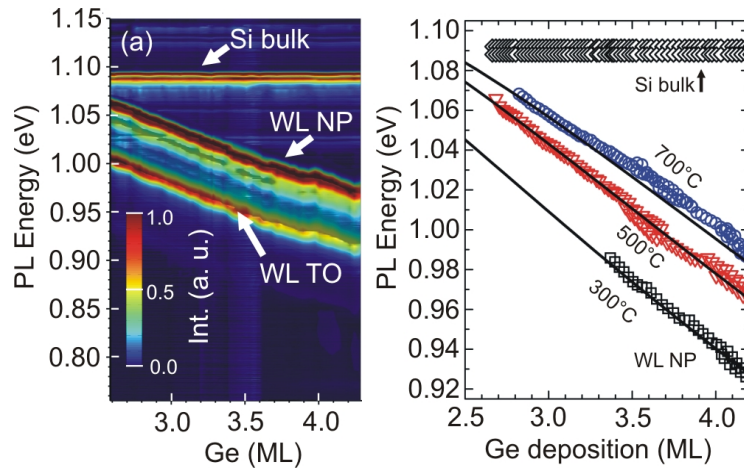 (a)
Si bulk
WL NP
WL TO
Int. (a. u.)
1.0
0.5
0.0
PL Energy (eV)
1.15
1.10
1.05
1.00
0.95
0.90
0.85
0.80
3.0 3.5 4.0
Ge (ML)
PL Energy (eV)
1.10
1.08
1.06
1.04
1.02
1.00
0.98
0.96
0.94
0.92
Si bulk
700°C
500°C
300°C
WL NP
2.5 3.0 3.5 4.0
Ge deposition (ML)